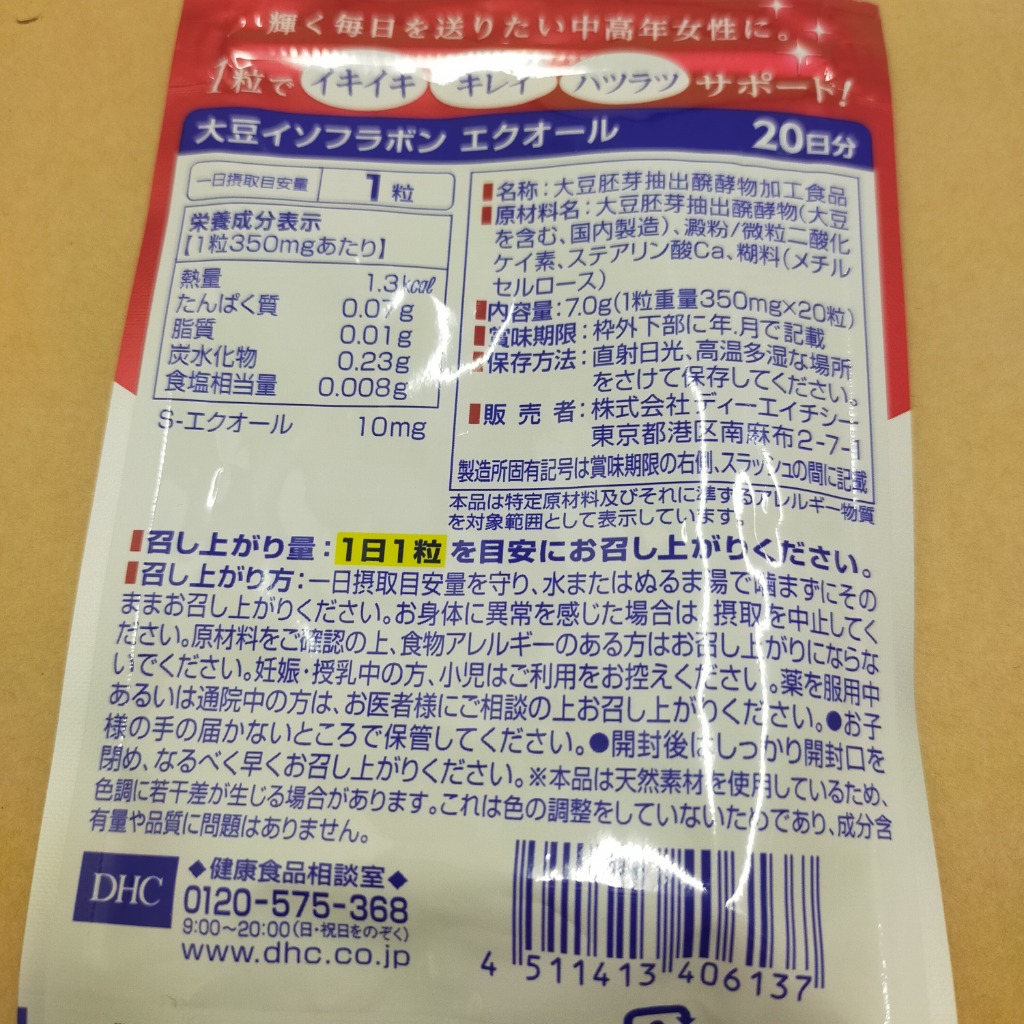 輝く毎日を送りたい中高年女性に。
1粒で イキイキ キレイ ハツラツ サポート!
大豆イソフラボン エクオール 20日分
一日摂取目安量 1粒
栄養成分表示
【1粒350mgあたり】
熱量 1.3kcal
たんぱく質 0.07g
脂質 0.01g
炭水化物 0.23g
食塩相当量 0.008g
S-エクオール 10mg
■名称:大豆胚芽抽出醗酵物加工食品
■原材料名:大豆胚芽抽出醗酵物(大豆
を含む、国内製造)、澱粉/微粒二酸化
ケイ素、ステアリン酸Ca、糊料(メチル
セルロース)
■内容量:7.0g(1粒重量350mg×20粒)
■賞味期限:枠外下部に年.月で記載
■保存方法:直射日光、高温多湿な場所
をさけて保存してください。
■販売者:株式会社ディーエイチシー
東京都港区南麻布2-7-1
製造所固有記号は賞味期限の右側、スラッシュの間に記載
本品は特定原材料及びそれに準ずるアレルギー物質
を対象範囲として表示しています。
■召し上がり量:1日1粒を目安にお召し上がりください。
■召し上がり方:一日摂取目安量を守り、水またはぬるま湯で噛まずにその
ままお召し上がりください。お身体に異常を感じた場合は、摂取を中止してく
ださい。原材料をご確認の上、食物アレルギーのある方はお召し上がりにならな
いでください。妊娠・授乳中の方、小児はご利用をお控えください。薬を服用中
あるいは通院中の方は、お医者様にご相談の上お召し上がりください。●お子
様の手の届かないところで保管してください。●開封後はしっかり開封口を
閉め、なるべく早くお召し上がりください。※本品は天然素材を使用しているため、
色調に若干差が生じる場合があります。これは色の調整をしていないためであり、成分含
有量や品質に問題はありません。
DHC
◆健康食品相談室◆
0120-575-368
9:00〜20:00(日・祝日をのぞく)
www.dhc.co.jp
4 511413 406137